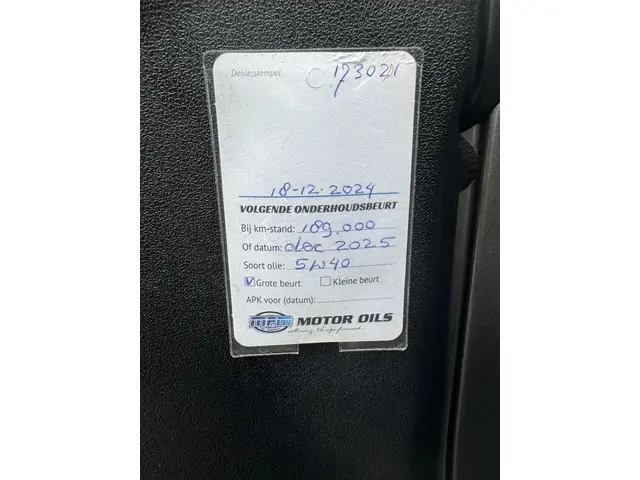 Dealerstempel: 173021
18-12-2024
VOLGENDE ONDERHOUDSBEURT
Bij km-stand: 189.000
Of datum: dec 2025
Soort olie: 5W40
Grote beurt Kleine beurt
APK voor (datum):
MOTOR OILS